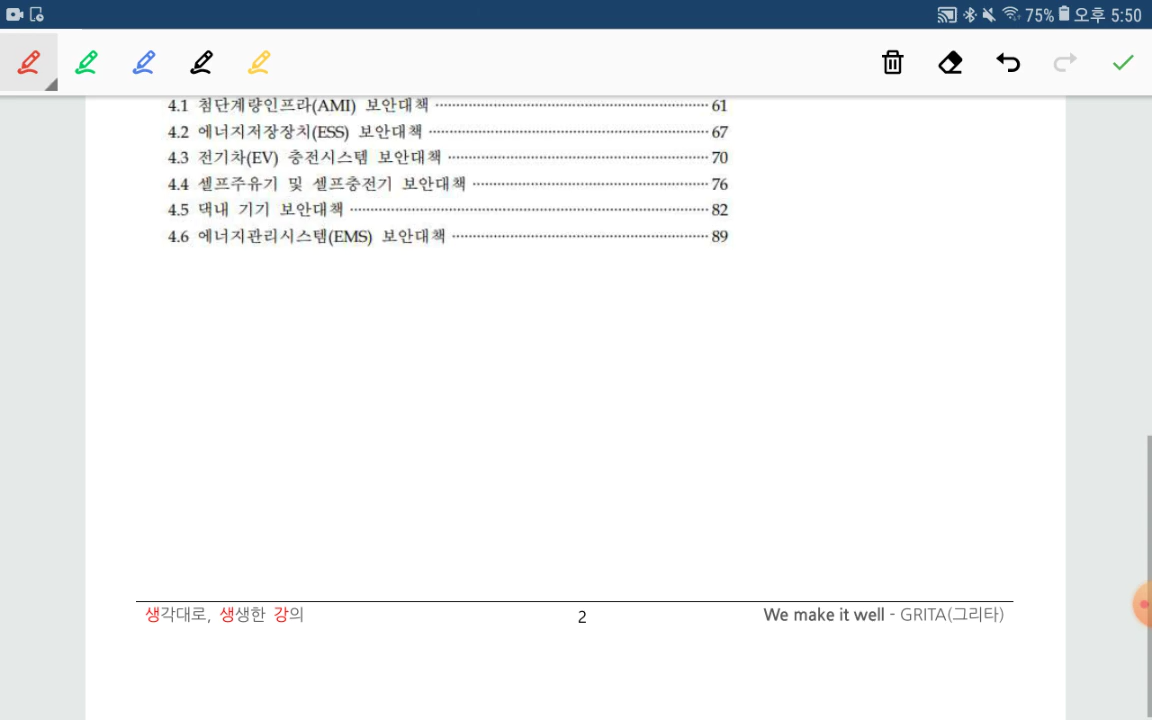 75% 오후 5:50
4.1 첨단계량인프라(AMI) 보안대책 61
4.2 에너지저장장치(ESS) 보안대책 67
4.3 전기차(EV) 충전시스템 보안대책 70
4.4 셀프주유기 및 셀프충전기 보안대책 76
4.5 댁내 기기 보안대책 82
4.6 에너지관리시스템(EMS) 보안대책 89
생각대로, 생생한 강의 2 We make it well - GRITA(그리타)